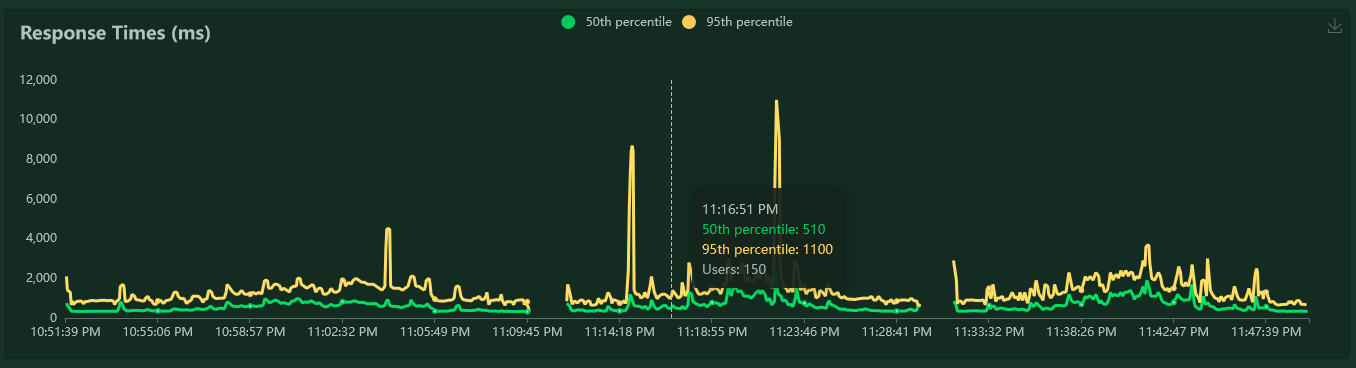 Response Times (ms)
50th percentile
95th percentile
12,000
10,000
8,000
6,000
4,000
2,000
0
11:16:51 PM
50th percentile: 510
95th percentile: 1100
Users: 150
10:51:39 PM
10:55:06 PM
10:58:57 PM
11:02:32 PM
11:05:49 PM
11:09:45 PM
11:14:18 PM
11:18:55 PM
11:23:46 PM
11:28:41 PM
11:33:32 PM
11:38:26 PM
11:42:47 PM
11:47:39 PM